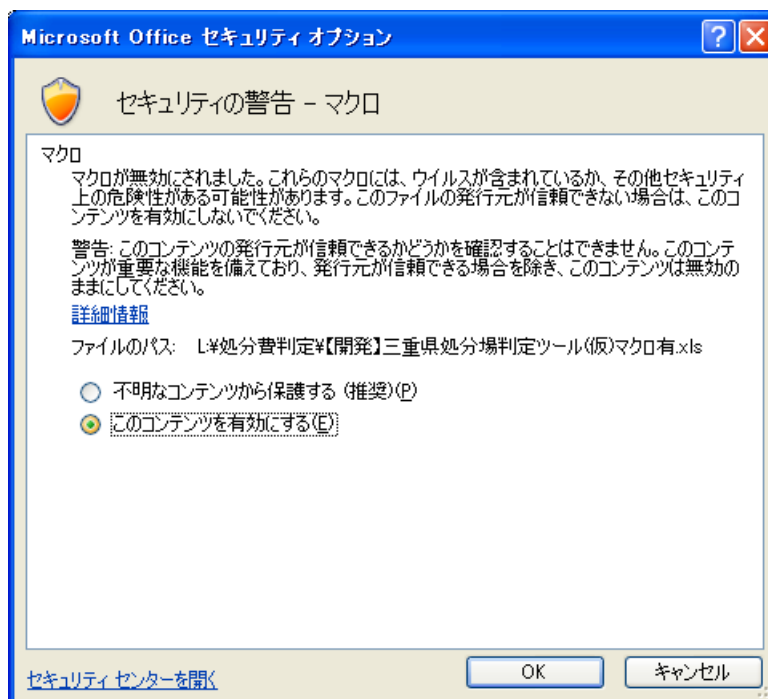 Microsoft Office セキュリティ オプション
セキュリティの警告 - マクロ
マクロ
マクロが無効にされました。これらのマクロには、ウイルスが含まれているか、その他セキュリティ
上の危険性がある可能性があります。このファイルの発行元が信頼できない場合は、このコ
ンテンツを有効にしないでください。
警告: このコンテンツの発行元が信頼できるかどうかを確認することはできません。このコンテ
ンツが重要な機能を備えており、発行元が信頼できる場合を除き、このコンテンツは無効の
ままにしてください。
詳細情報
ファイルのパス: L:¥処分費判定¥【開発】三重県処分場判定ツール(仮)マクロ有.xls
不明なコンテンツから保護する (推奨)(P)
このコンテンツを有効にする(E)
セキュリティ センターを開く
OK
キャンセル